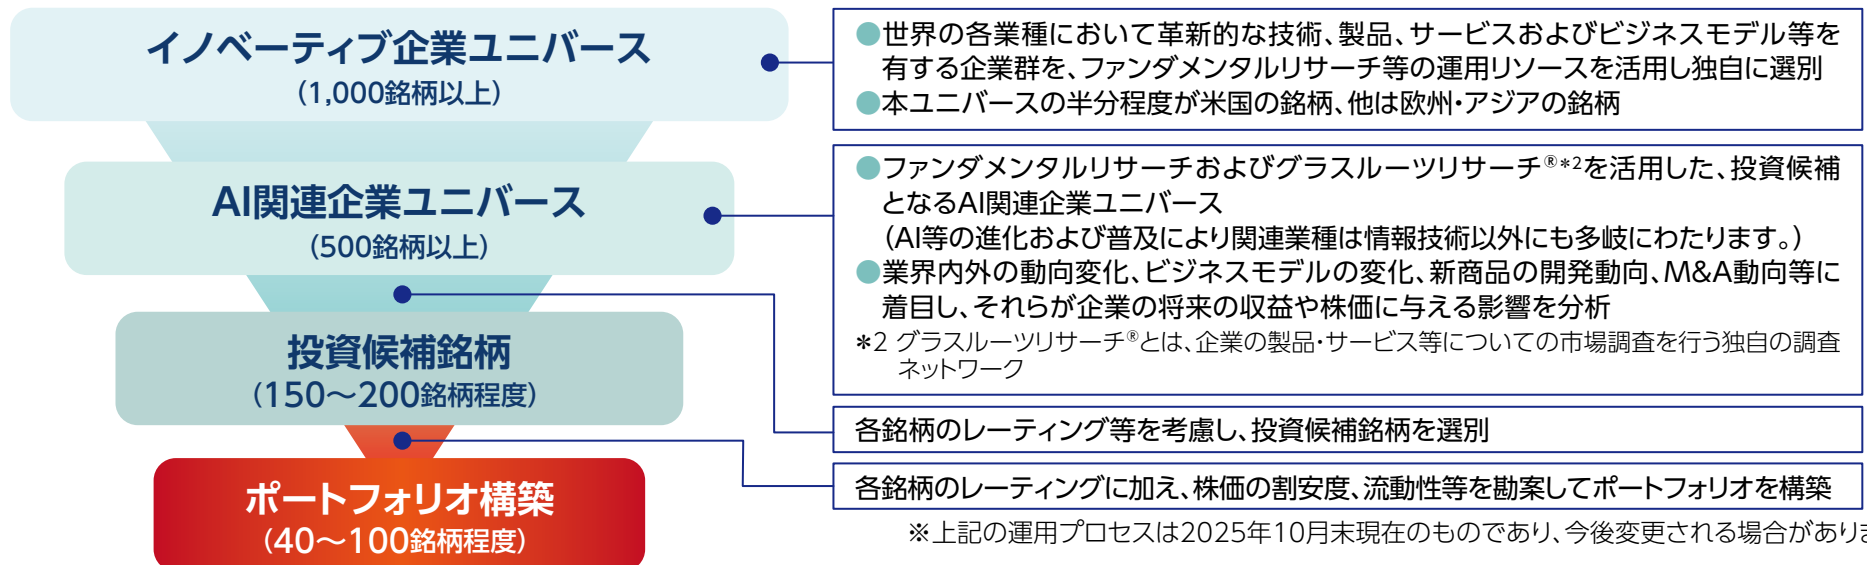 イノベーティブ企業ユニバース
(1,000銘柄以上)
●世界の各業種において革新的な技術、製品、サービスおよびビジネスモデル等を
有する企業群を、ファンダメンタルリサーチ等の運用リソースを活用し独自に選別
●本ユニバースの半分程度が米国の銘柄、他は欧州・アジアの銘柄
AI関連企業ユニバース
(500銘柄以上)
●ファンダメンタルリサーチおよびグラスルーツリサーチ®*2を活用した、投資候補
となるAI関連企業ユニバース
(AI等の進化および普及により関連業種は情報技術以外にも多岐にわたります。)
●業界内外の動向変化、ビジネスモデルの変化、新商品の開発動向、M&A動向等に
着目し、それらが企業の将来の収益や株価に与える影響を分析
*2 グラスルーツリサーチ®とは、企業の製品・サービス等についての市場調査を行う独自の調査
ネットワーク
投資候補銘柄
(150〜200銘柄程度)
各銘柄のレーティング等を考慮し、投資候補銘柄を選別
ポートフォリオ構築
(40〜100銘柄程度)
各銘柄のレーティングに加え、株価の割安度、流動性等を勘案してポートフォリオを構築
※上記の運用プロセスは2025年10月末現在のものであり、今後変更される場合がありま